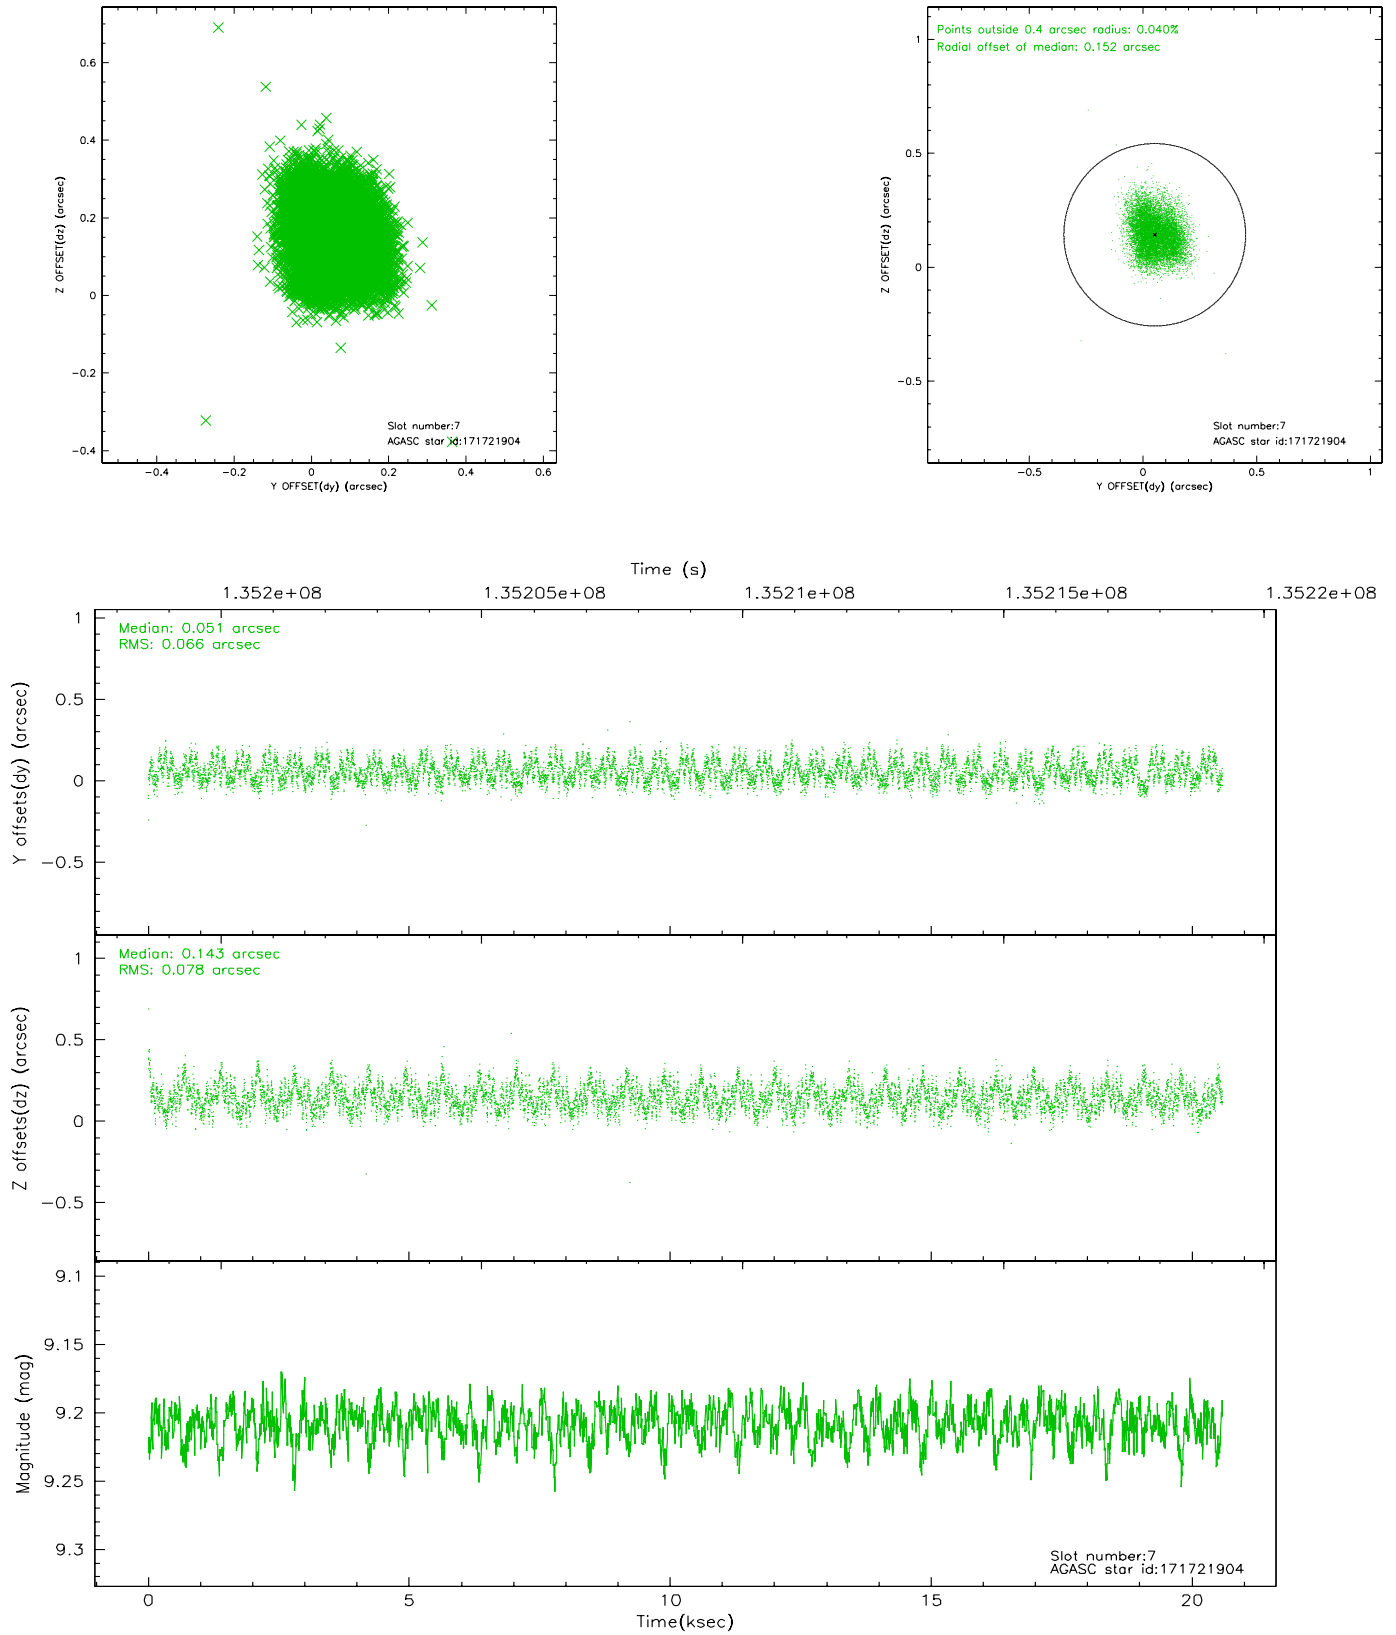 0.6
0.4
0.2
0
−0.2
−0.4
Z OFFSET(dz) (arcsec)
Slot number:7
AGASC star id:171721904
−0.4 −0.2 0 0.2 0.4 0.6
Y OFFSET(dy) (arcsec)
Points outside 0.4 arcsec radius: 0.040%
Radial offset of median: 0.152 arcsec
1
0.5
0
−0.5
Z OFFSET(dz) (arcsec)
Slot number:7
AGASC star id:171721904
−0.5 0 0.5 1
Y OFFSET(dy) (arcsec)
Time (s)
1.352e+08 1.35205e+08 1.3521e+08 1.35215e+08 1.3522e+08
Median: 0.051 arcsec
RMS: 0.066 arcsec
1
0.5
0
−0.5
Y offsets(dy) (arcsec)
Median: 0.143 arcsec
RMS: 0.078 arcsec
1
0.5
0
−0.5
Z offsets(dz) (arcsec)
9.1
9.15
9.2
9.25
9.3
Magnitude (mag)
Slot number:7
AGASC star id:171721904
0 5 10 15 20
Time(ksec)